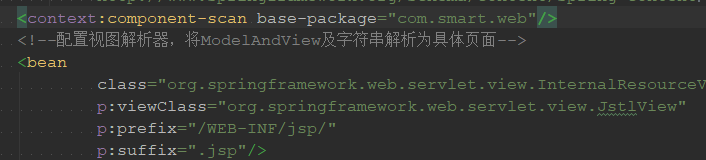 <context:component-scan base-package="com.smart.web"/>
<!--配置视图解析器，将ModelAndView及字符串解析为具体页面-->
<bean
class="org.springframework.web.servlet.view.InternalResourceV
p:viewClass="org.springframework.web.servlet.view.JstlView"
p:prefix="/WEB-INF/jsp/"
p:suffix=".jsp"/>